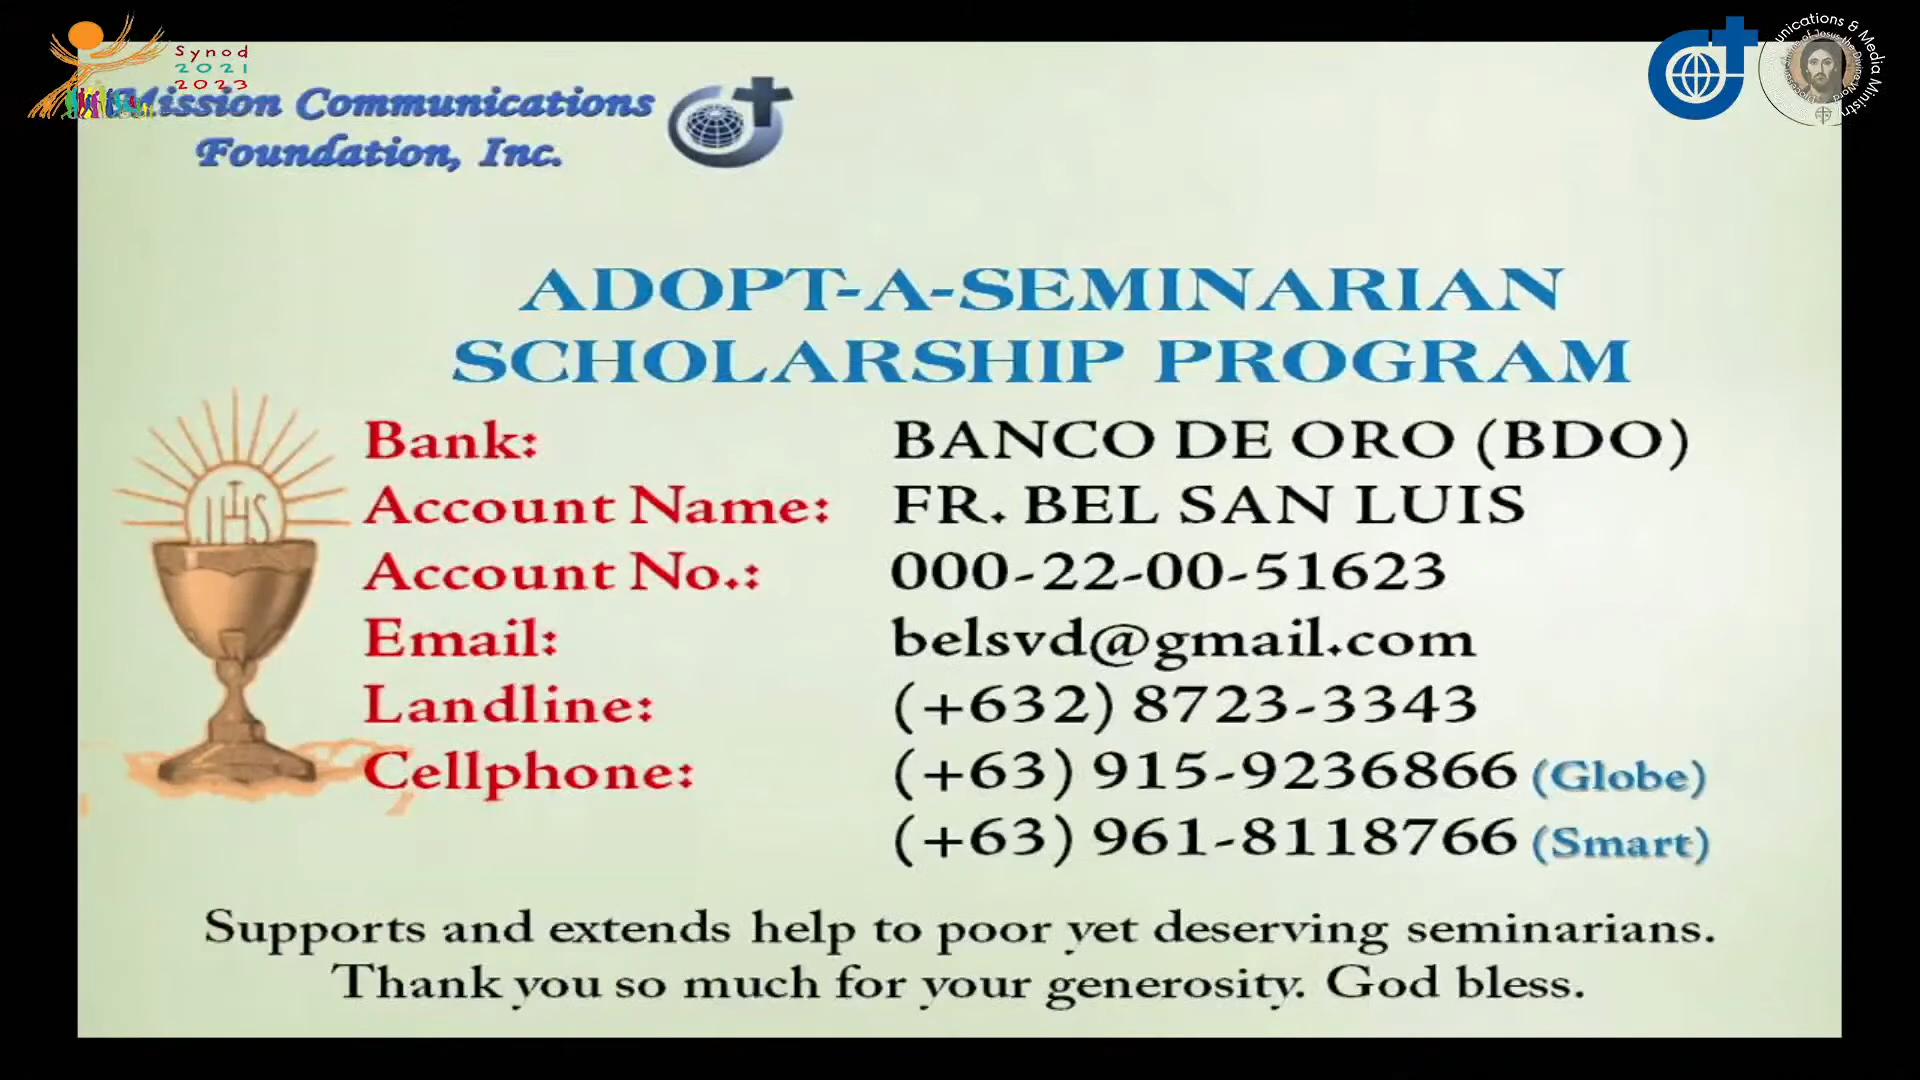 Synod
2021
2023
Mission Communications
Foundation, Inc.
unications & Media Ministry
ADOPT-A-SEMINARIAN
SCHOLARSHIP PROGRAM
IHS
Bank: BANCO DE ORO (BDO)
Account Name: FR. BEL SAN LUIS
Account No.: 000-22-00-51623
Email: belsvd@gmail.com
Landline: (+632) 8723-3343
Cellphone: (+63) 915-9236866 (Globe)
(+63) 961-8118766 (Smart)
Supports and extends help to poor yet deserving seminarians.
Thank you so much for your generosity. God bless.